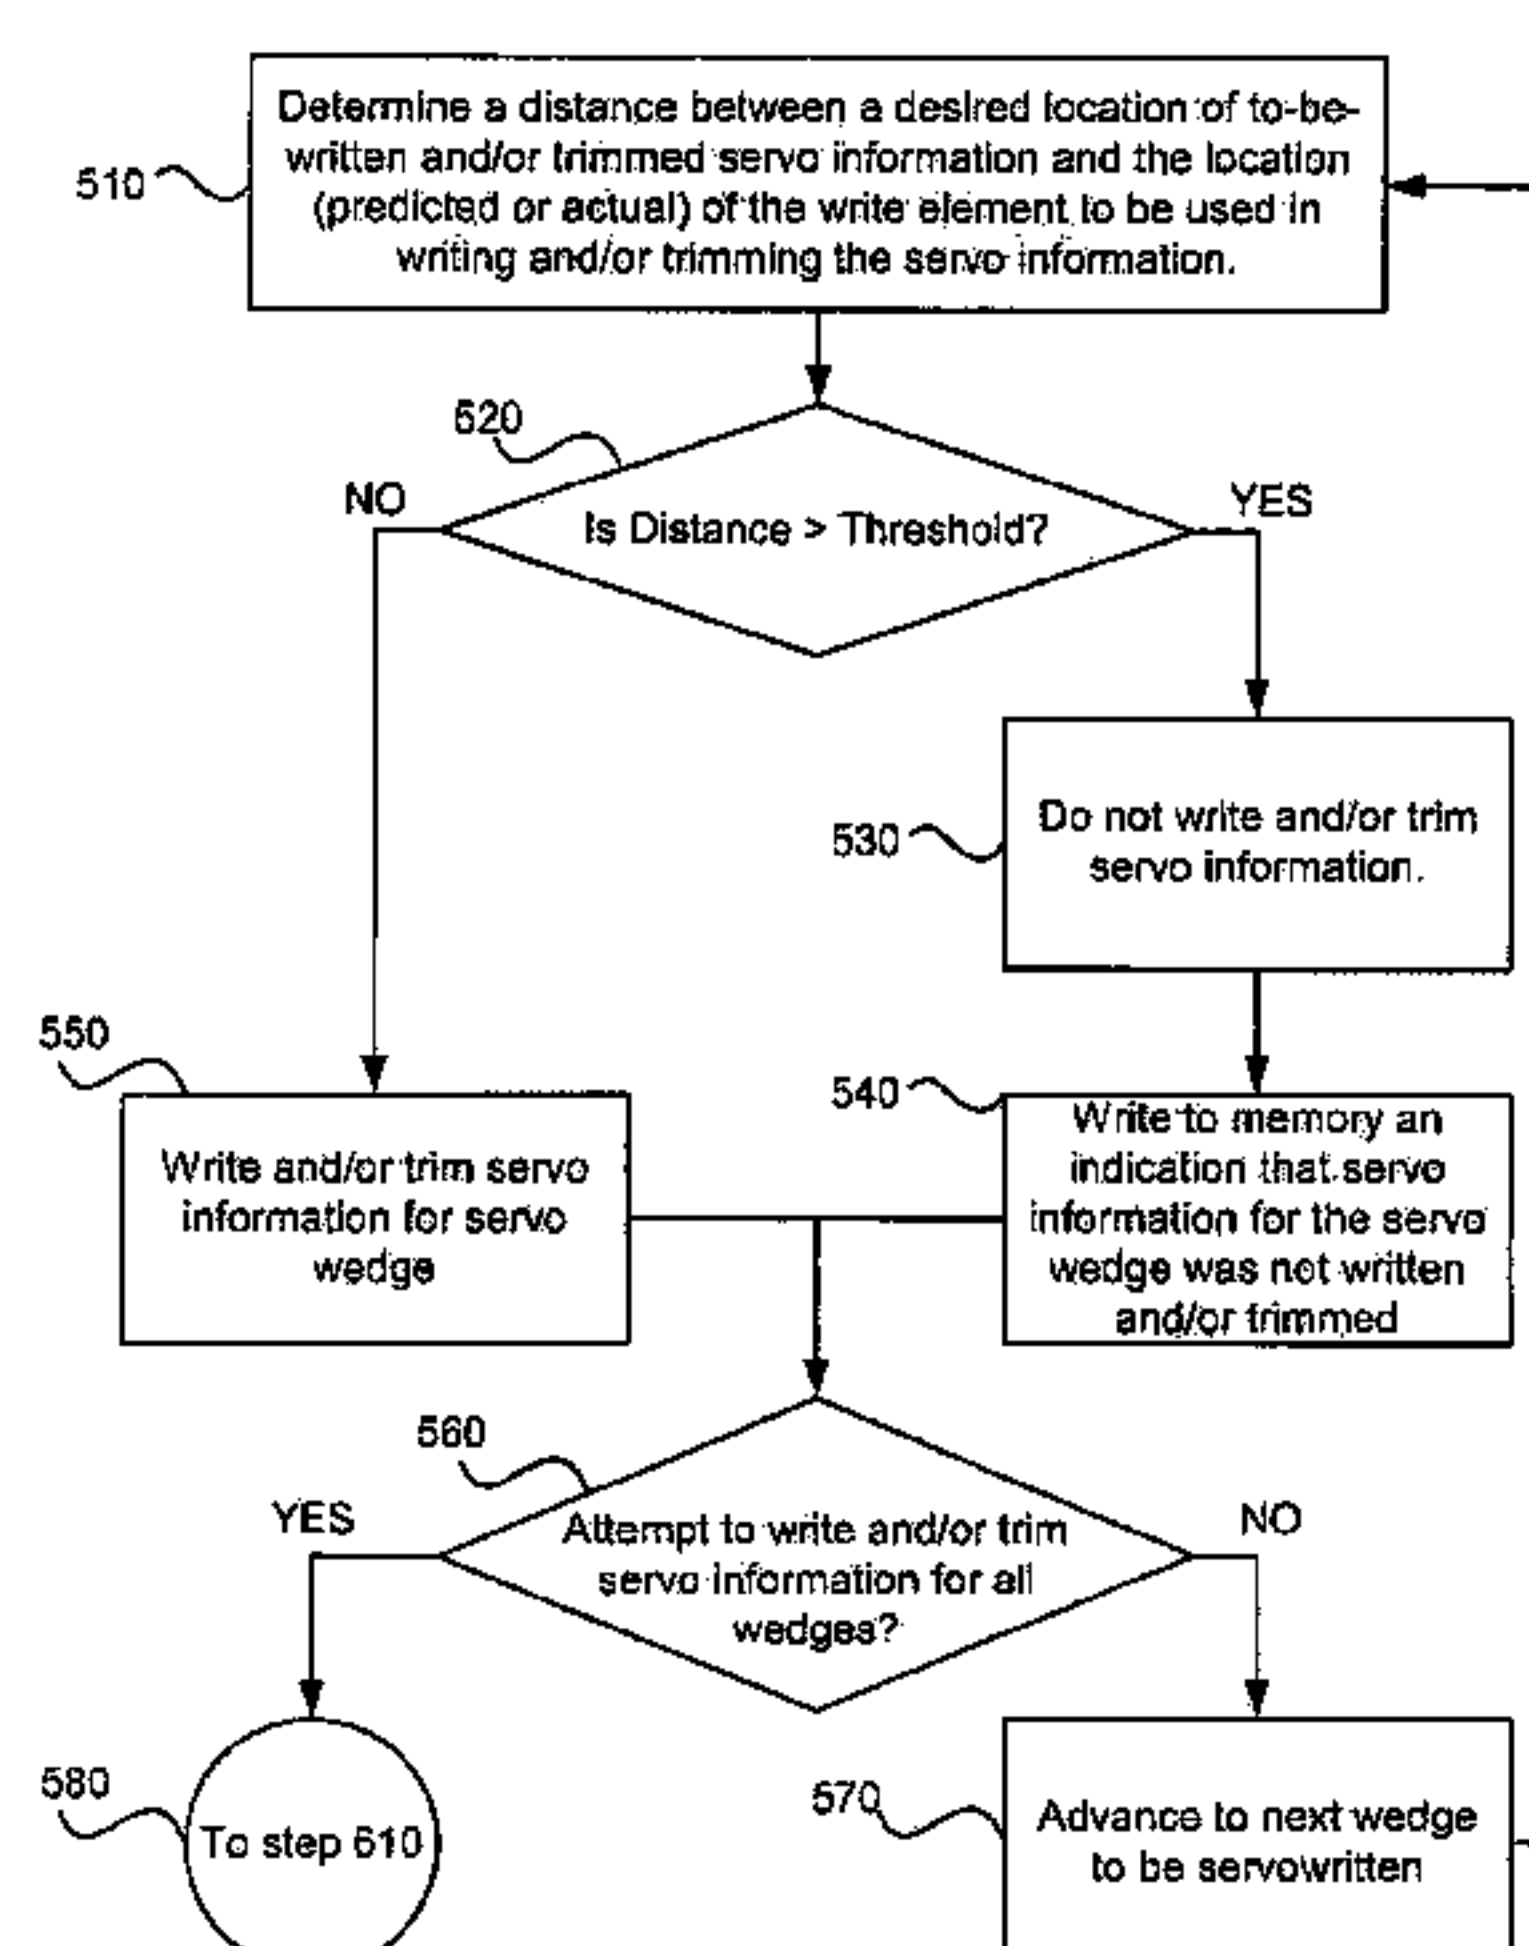 Determine a distance between a desired location of to-be-
written and/or trimmed servo information and the location
(predicted or actual) of the write element to be used in
writing and/or trimming the servo information.
510
520
NO
YES
Is Distance > Threshold?
530
Do not write and/or trim
servo information.
550
540
Write and/or trim servo
information for servo
wedge
Write to memory an
indication that servo
information for the servo
wedge was not written
and/or trimmed
560
YES
NO
Attempt to write and/or trim
servo information for all
wedges?
580
To step 610
570
Advance to next wedge
to be servowritten